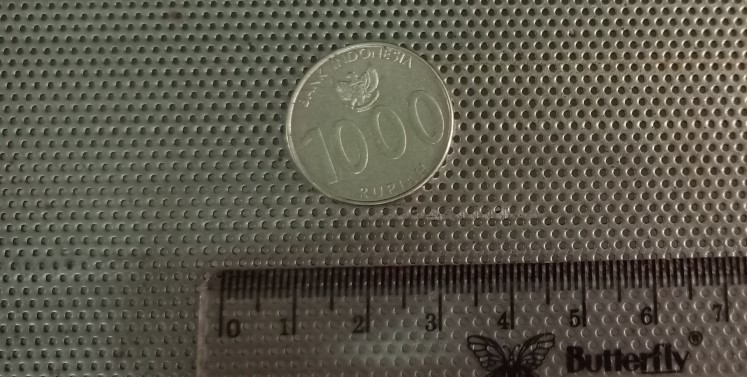 BANK INDONESIA
1000
RUPIAH
0 1 2 3 4 5 6 7
Butterfly®